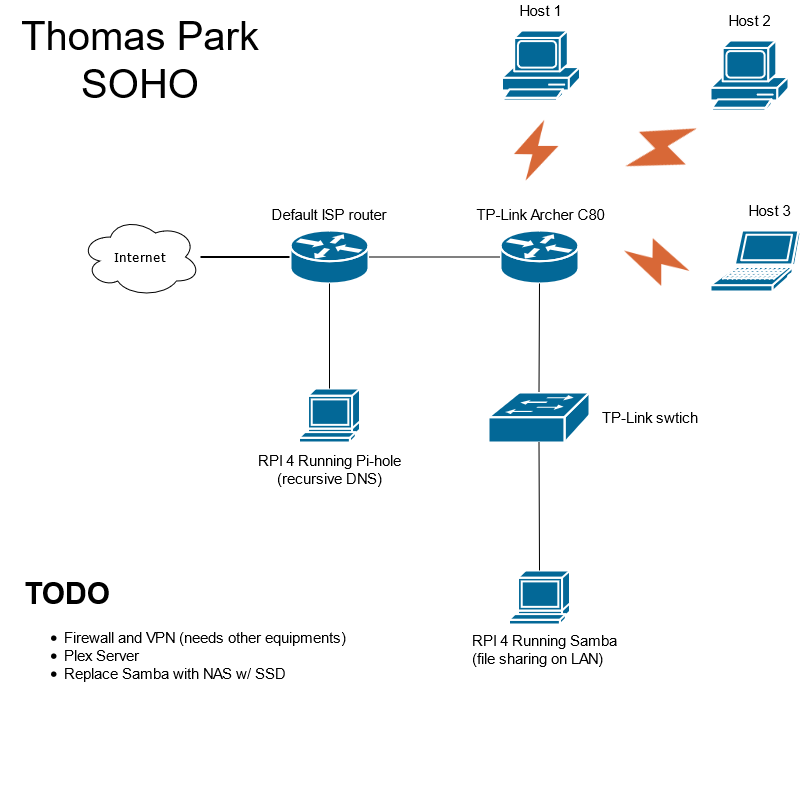 Thomas Park
SOHO
Host 1
Host 2
Default ISP router
TP-Link Archer C80
Host 3
Internet
TP-Link swtich
RPI 4 Running Pi-hole
(recursive DNS)
TODO
• Firewall and VPN (needs other equipments)
• Plex Server
• Replace Samba with NAS w/ SSD
RPI 4 Running Samba
(file sharing on LAN)